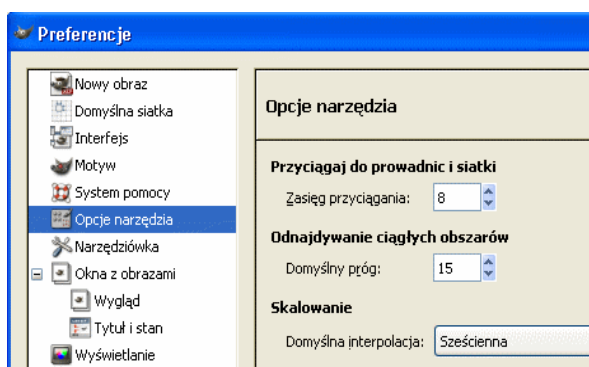 Preferencje
Nowy obraz
Domyślna siatka
Interfejs
Motyw
System pomocy
Opcje narzędzia
Narzędziówka
Okna z obrazami
Wygląd
Tytuł i stan
Wyświetlanie
Opcje narzędzia
Przyciągaj do prowadnic i siatki
Zasięg przyciągania: 8
Odnajdywanie ciągłych obszarów
Domyślny próg: 15
Skalowanie
Domyślna interpolacja: Sześcienna